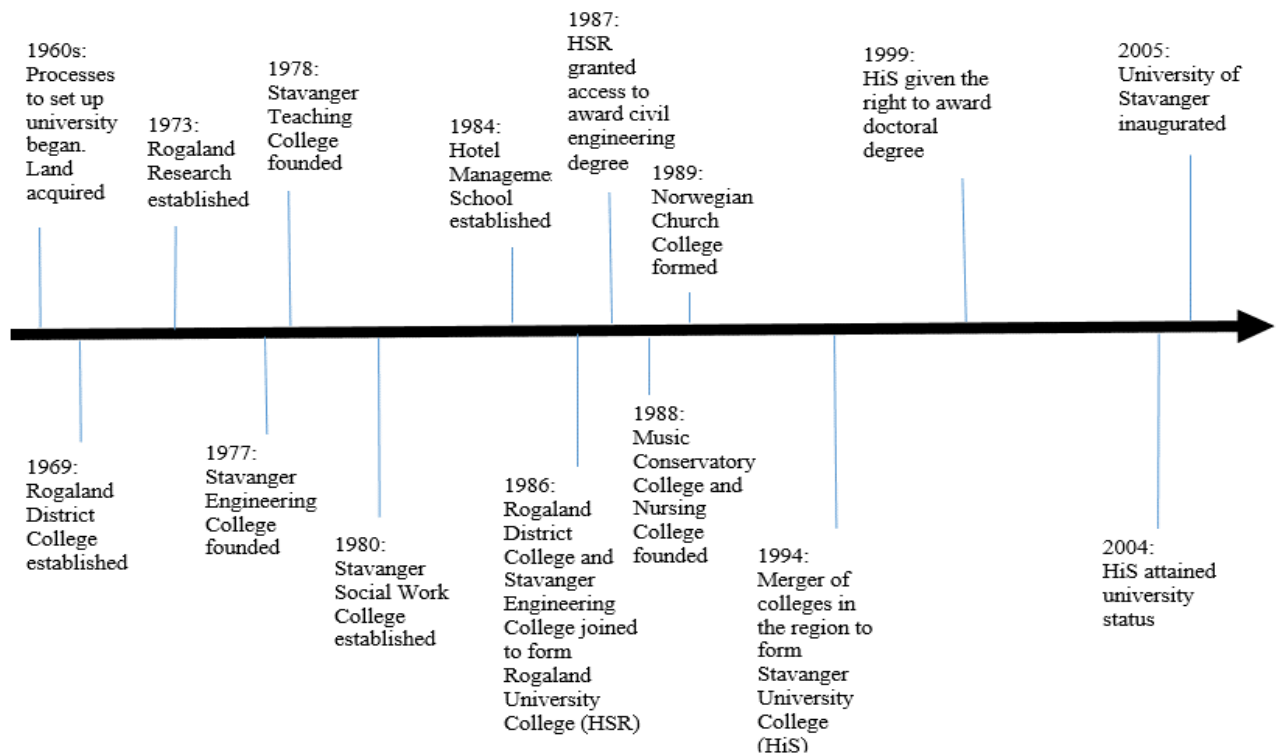 1960s:
Processes
to set up
university
began.
Land
acquired
1969:
Rogaland
District
College
established
1973:
Rogaland
Research
established
1977:
Stavanger
Engineering
College
founded
1978:
Stavanger
Teaching
College
founded
1980:
Stavanger
Social Work
College
established
1984:
Hotel
Manageme
School
established
1986:
Rogaland
District
College and
Stavanger
Engineering
College joined
to form
Rogaland
University
College (HSR)
1987:
HSR
granted
access to
award civil
engineering
degree
1988:
Music
Conservatory
College and
Nursing
College
founded
1989:
Norwegian
Church
College
formed
1994:
Merger of
colleges in
the region to
form
Stavanger
University
College
(HiS)
1999:
HiS given the
right to award
doctoral
degree
2004:
HiS attained
university
status
2005:
University of
Stavanger
inaugurated